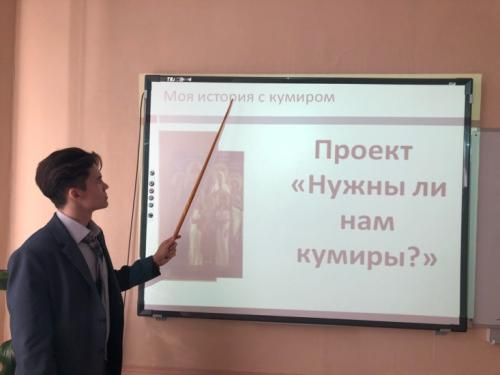 Моя история с кумиром
Проект
«Нужны ли
нам
кумиры?»